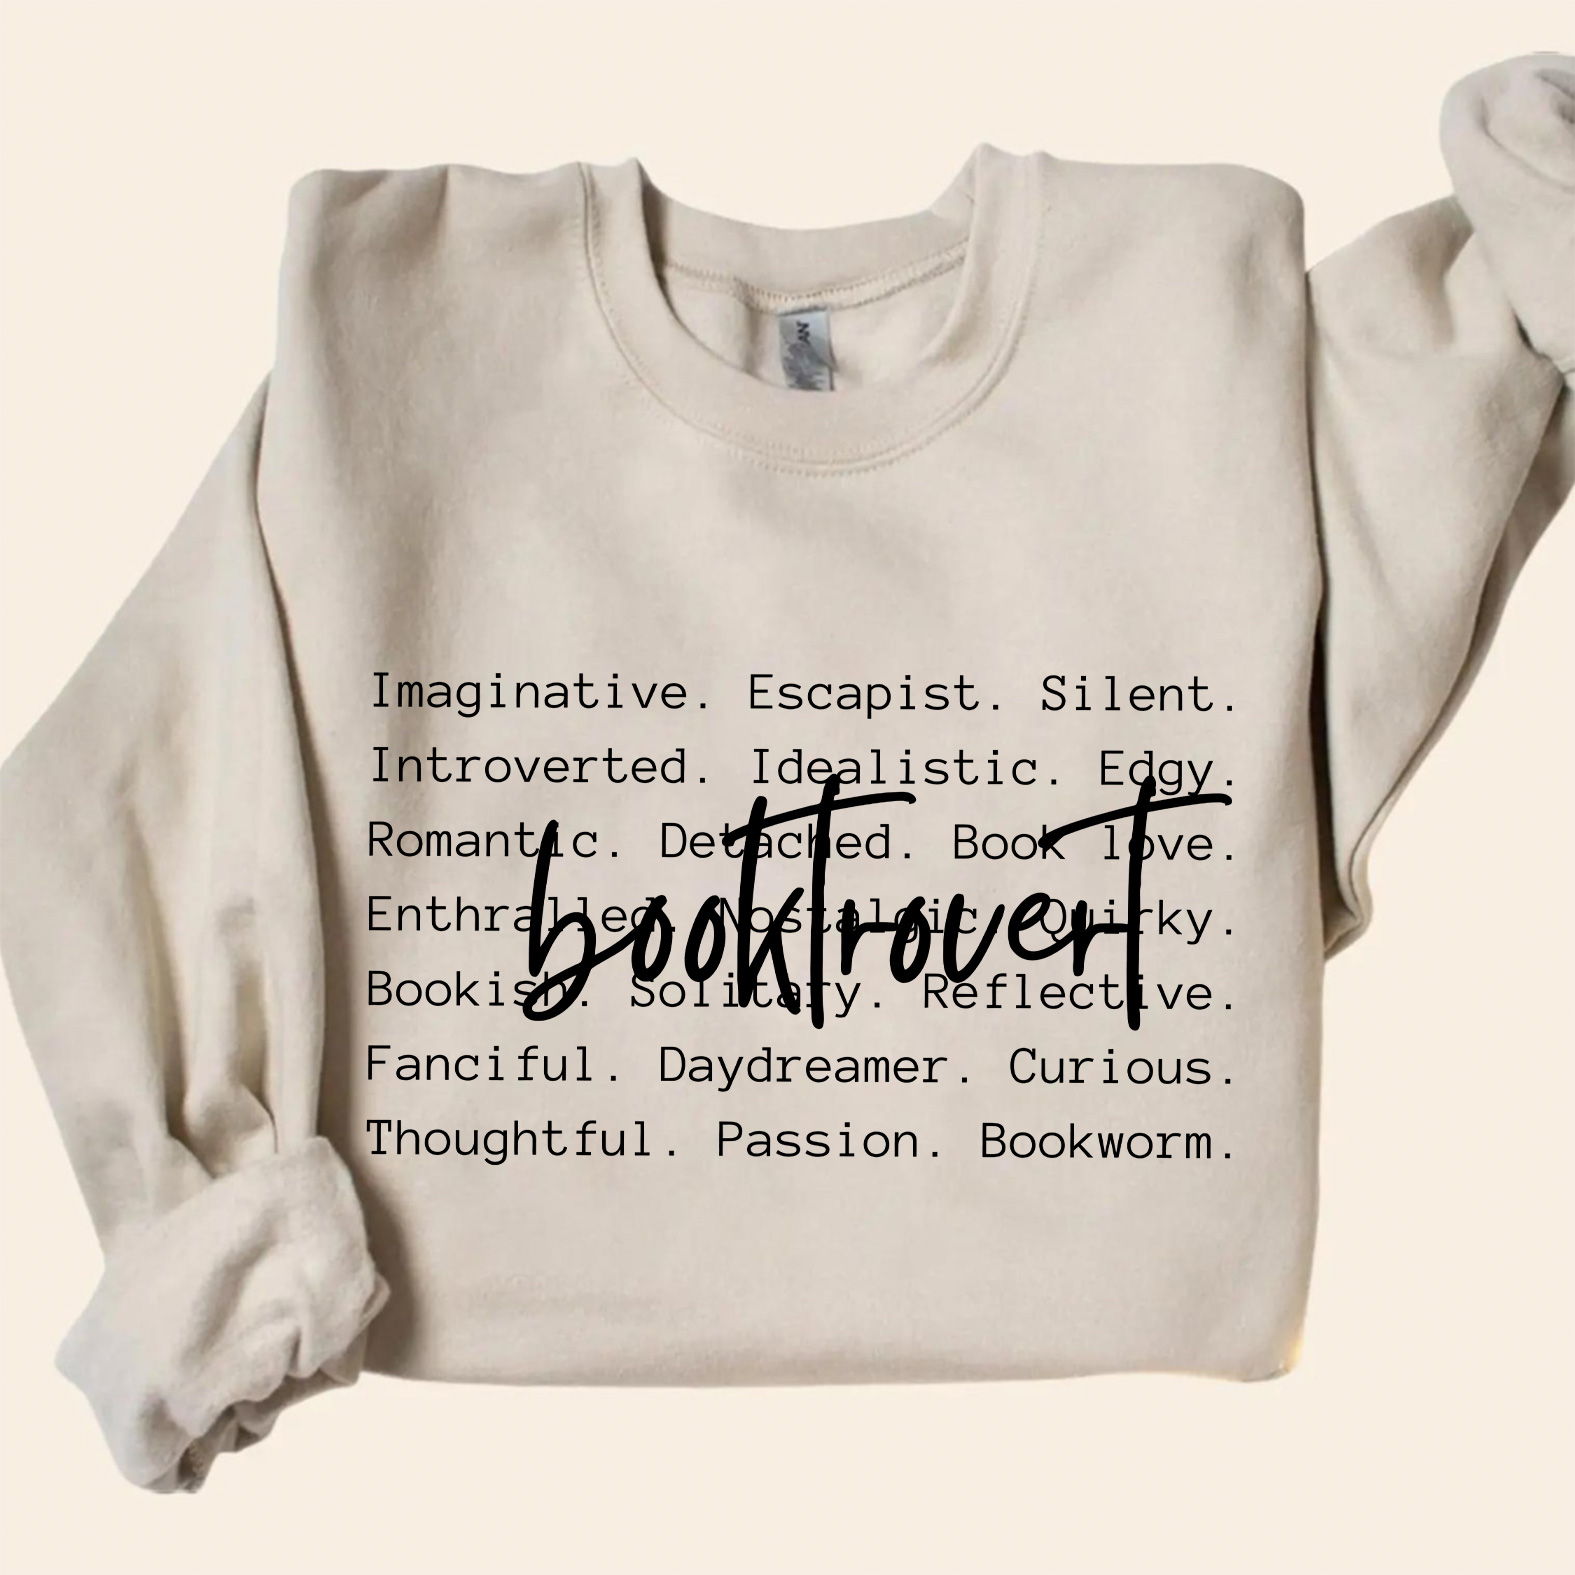 Imaginative. Escapist. Silent.
Introverted. Idealistic. Edgy.
Romantic. Detached. Book love.
Enthralled. Nostalgic. Quirky.
booktrovert
Bookish. Solitary. Reflective.
Fanciful. Daydreamer. Curious.
Thoughtful. Passion. Bookworm.